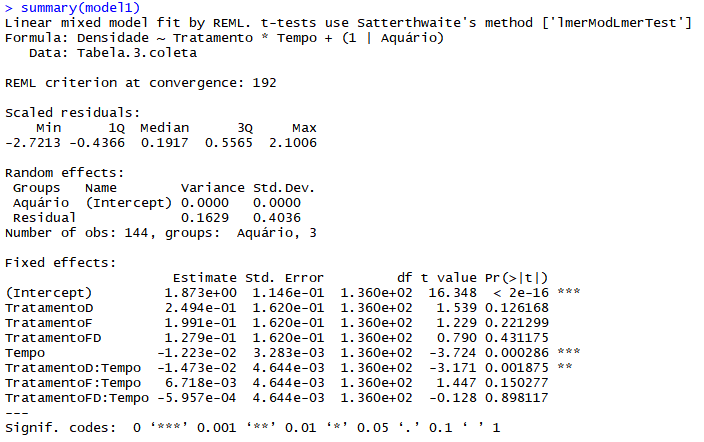 > summary(model1)
Linear mixed model fit by REML. t-tests use Satterthwaite's method ['lmerModLmerTest']
Formula: Densidade ~ Tratamento * Tempo + (1 | Aquário)
   Data: Tabela.3.coleta

REML criterion at convergence: 192

Scaled residuals:
    Min      1Q  Median      3Q     Max
-2.7213 -0.4366  0.1917  0.5565  2.1006

Random effects:
 Groups   Name        Variance Std.Dev.
 Aquário  (Intercept) 0.0000   0.0000
 Residual             0.1629   0.4036
Number of obs: 144, groups:  Aquário, 3

Fixed effects:
                     Estimate Std. Error         df t value Pr(>|t|)
(Intercept)         1.873e+00  1.146e-01  1.360e+02  16.348  < 2e-16 ***
TratamentoD         2.494e-01  1.620e-01  1.360e+02   1.539 0.126168
TratamentoF         1.991e-01  1.620e-01  1.360e+02   1.229 0.221299
TratamentoFD        1.279e-01  1.620e-01  1.360e+02   0.790 0.431175
Tempo              -1.223e-02  3.283e-03  1.360e+02  -3.724 0.000286 ***
TratamentoD:Tempo  -1.473e-02  4.644e-03  1.360e+02  -3.171 0.001875 **
TratamentoF:Tempo   6.718e-03  4.644e-03  1.360e+02   1.447 0.150277
TratamentoFD:Tempo -5.957e-04  4.644e-03  1.360e+02  -0.128 0.898117
---
Signif. codes:  0 ‘***’ 0.001 ‘**’ 0.01 ‘*’ 0.05 ‘.’ 0.1 ‘ ’ 1